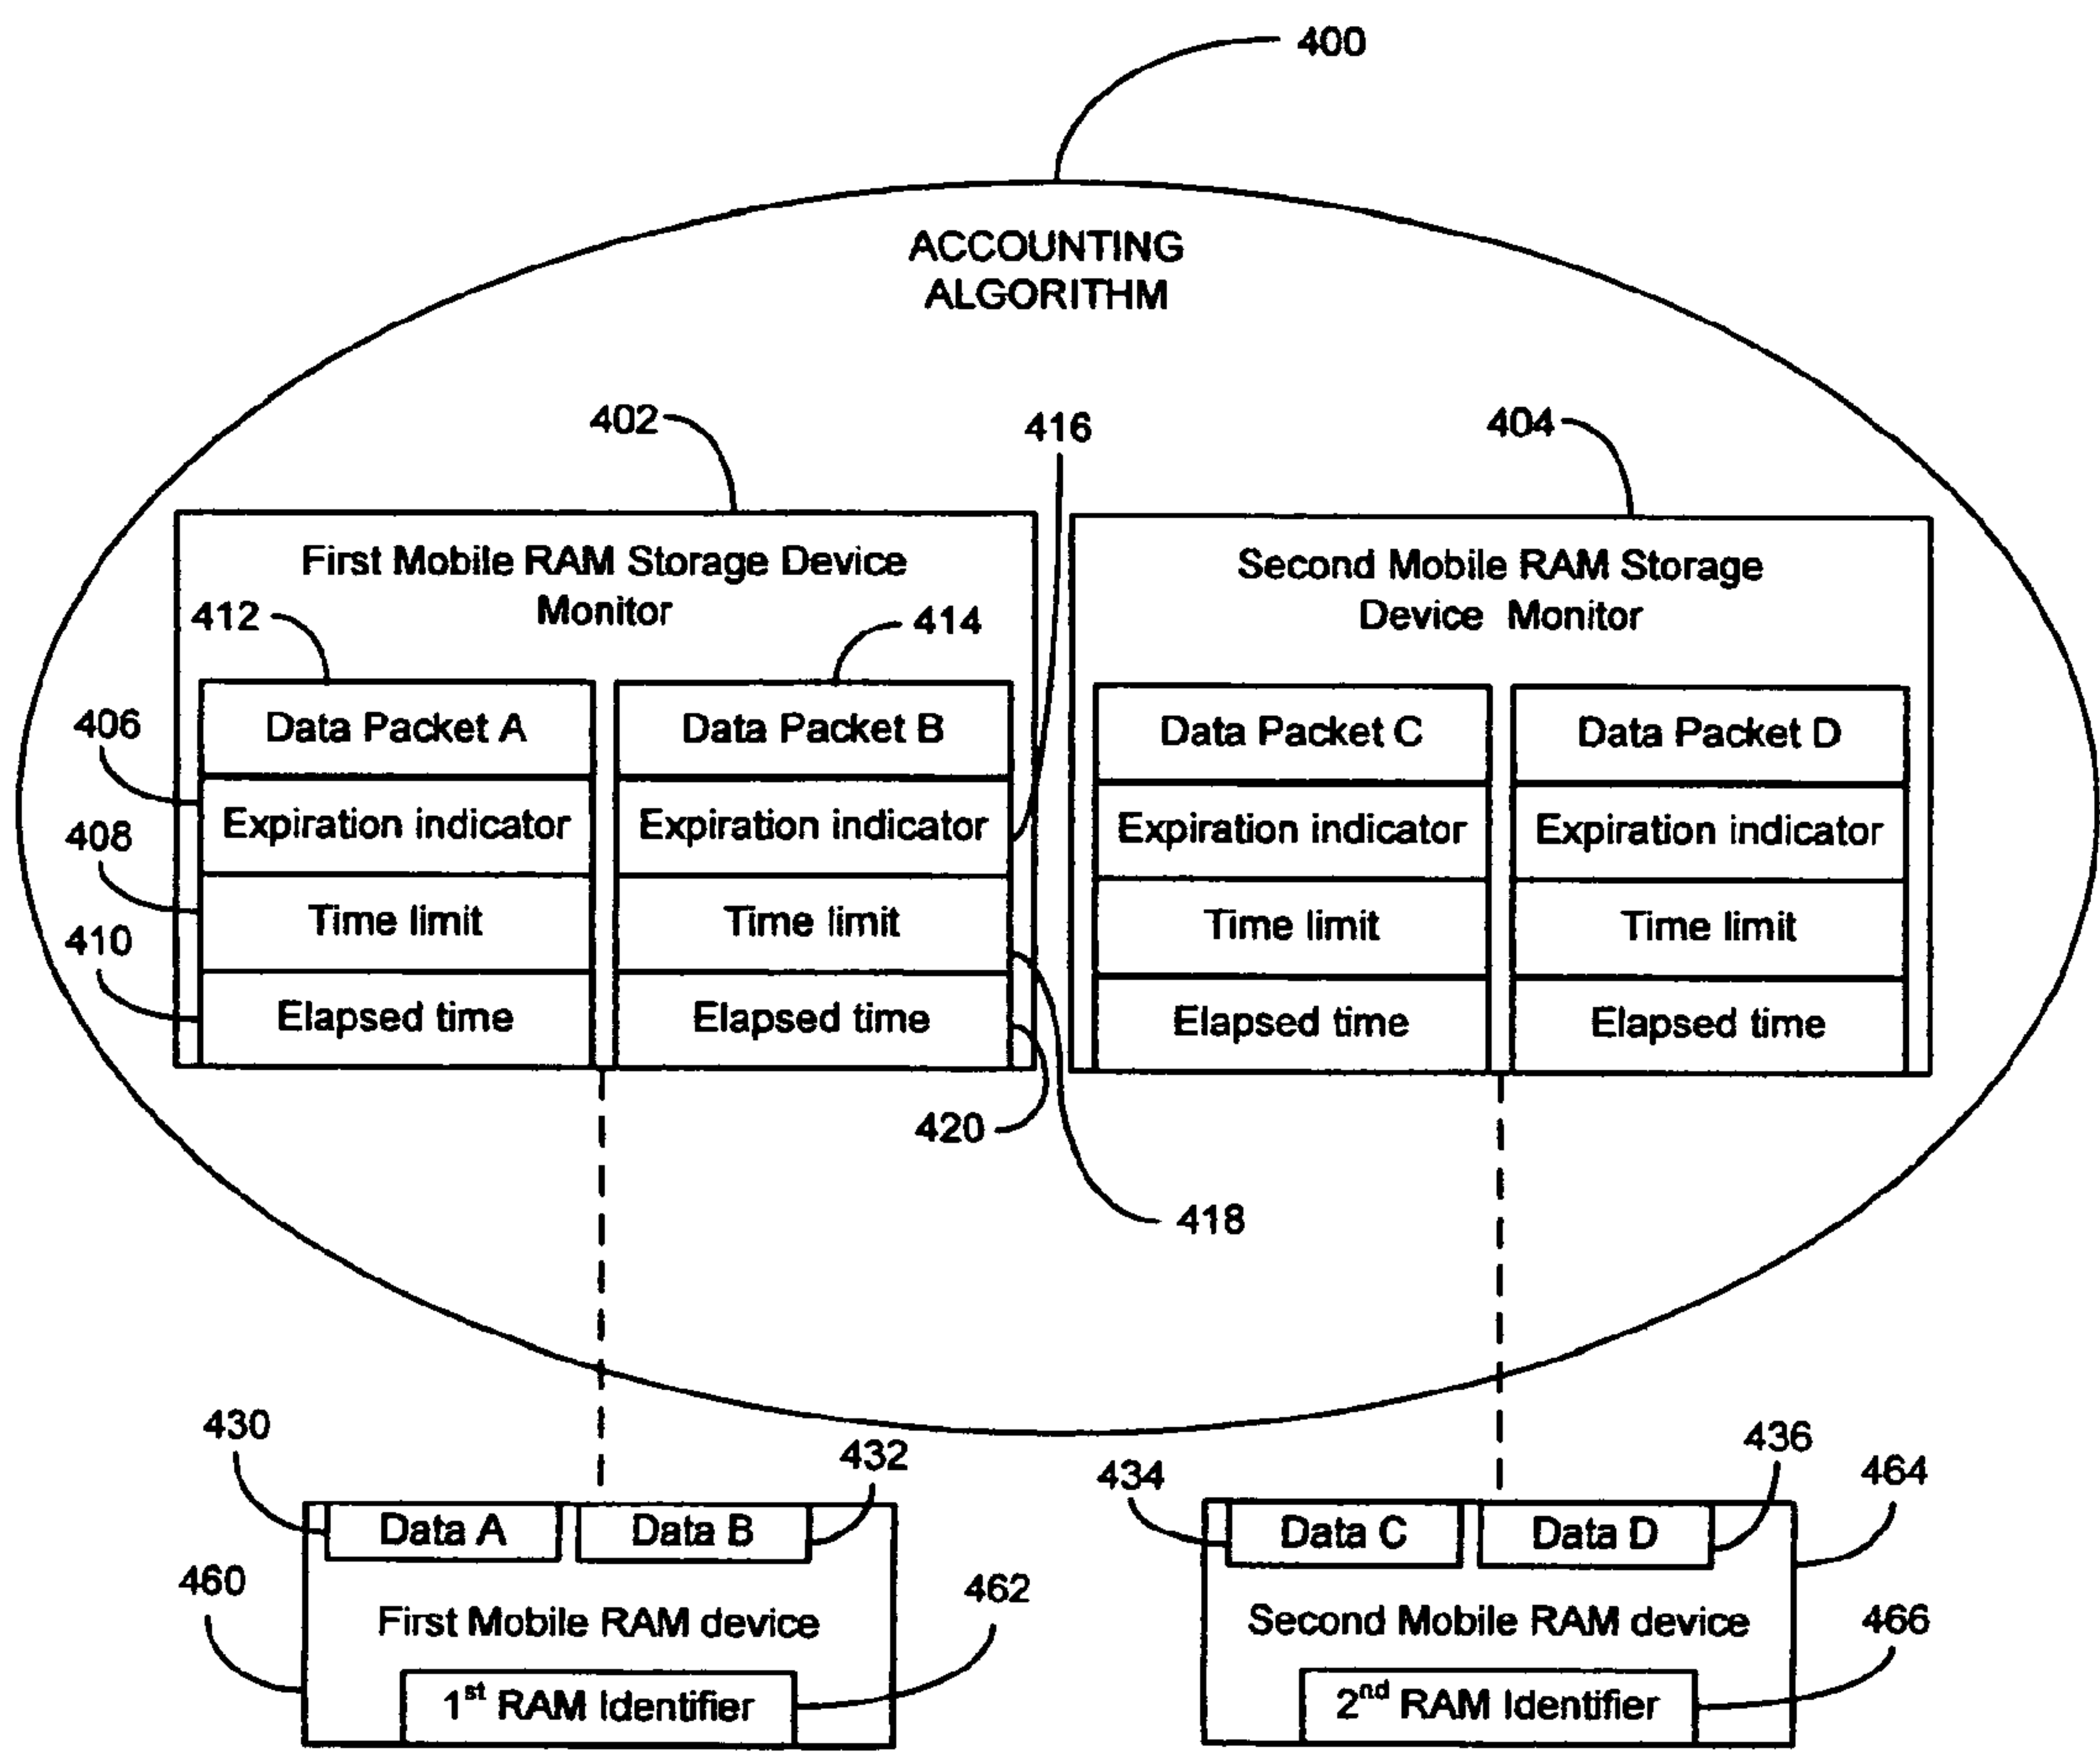 400
ACCOUNTING
ALGORITHM
402
416
404
First Mobile RAM Storage Device
Monitor
Second Mobile RAM Storage
Device Monitor
412
414
406
408
410
Data Packet A
Data Packet B
Data Packet C
Data Packet D
Expiration indicator
Expiration indicator
Expiration indicator
Expiration indicator
Time limit
Time limit
Time limit
Time limit
Elapsed time
Elapsed time
Elapsed time
Elapsed time
420
418
430
432
434
436
464
Data A
Data B
Data C
Data D
460
462
466
First Mobile RAM device
Second Mobile RAM device
1st RAM Identifier
2nd RAM Identifier